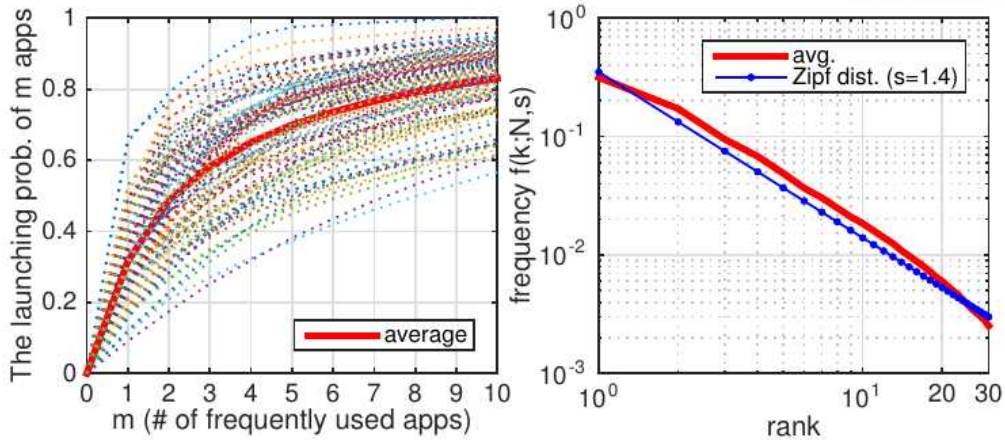 The launching prob. of m apps
1
0.8
0.6
0.4
0.2
0
0 1 2 3 4 5 6 7 8 9 10
m (# of frequently used apps)
average
frequency f(k;N,s)
10^0
10^-1
10^-2
10^-3
10^0 10^1 20 30
rank
avg.
Zipf dist. (s=1.4)